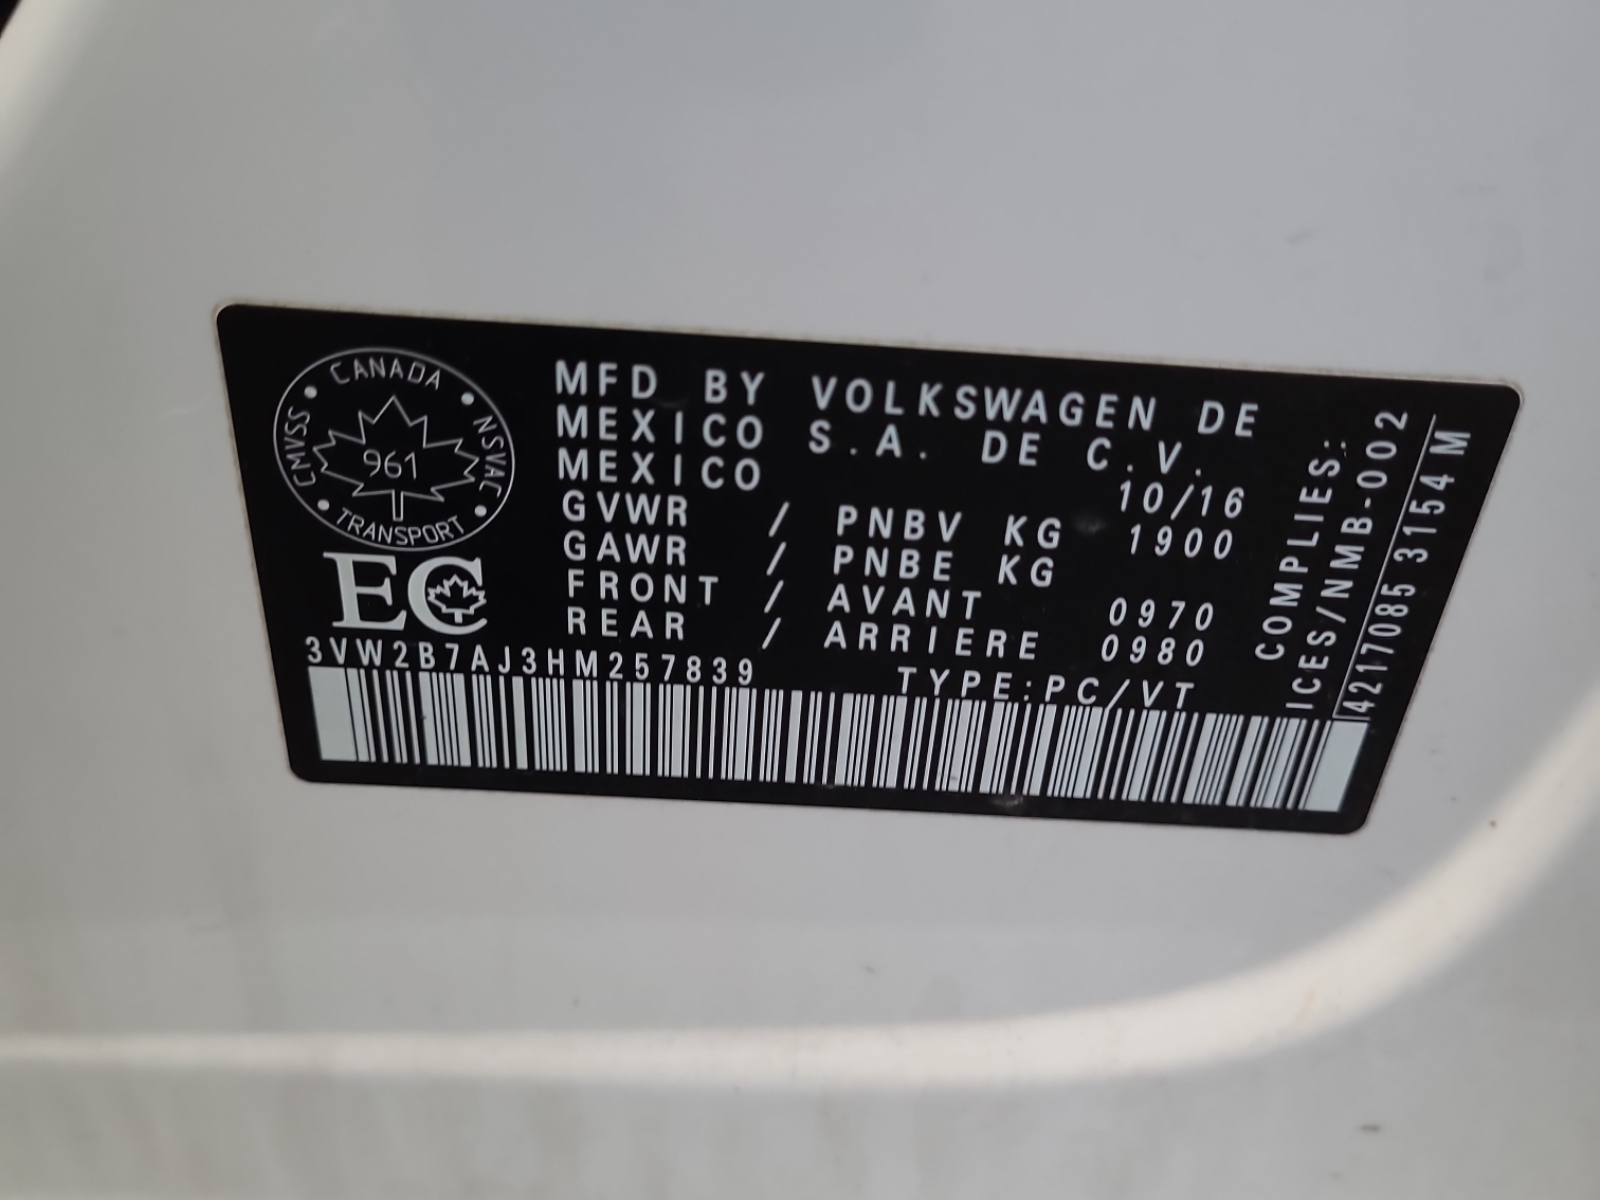 CANADA
CMVSS • NSVAC
961
TRANSPORT
EC
MFD BY VOLKSWAGEN DE
MEXICO S.A. DE C.V.
MEXICO 10/16
GVWR / PNBV KG 1900
GAWR / PNBE KG
FRONT / AVANT 0970
REAR / ARRIERE 0980
3VW2B7AJ3HM257839 TYPE:PC/VT
COMPLIES:
ICES/NMB-002
4217085 3154 M